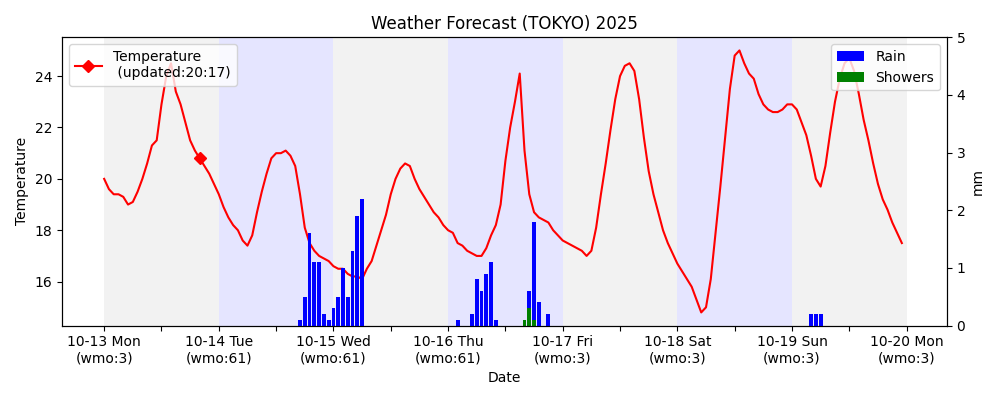 Weather Forecast (TOKYO) 2025
Temperature
(updated:20:17)
Rain
Showers
24
22
20
18
16
Temperature
5
4
3
2
1
0
mm
10-13 Mon
(wmo:3)
10-14 Tue
(wmo:61)
10-15 Wed
(wmo:61)
10-16 Thu
(wmo:61)
10-17 Fri
(wmo:3)
10-18 Sat
(wmo:3)
10-19 Sun
(wmo:3)
10-20 Mon
(wmo:3)
Date